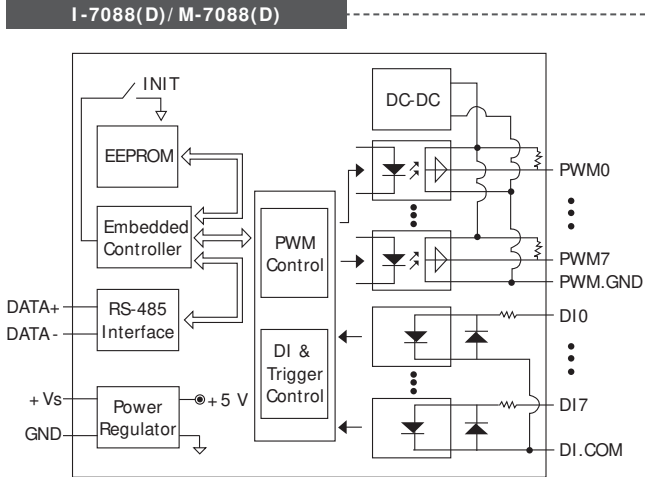 I-7088(D)/M-7088(D)
INIT
DC-DC
EEPROM
PWM0
Embedded
Controller
PWM
Control
PWM7
PWM.GND
DATA+
DATA-
RS-485
Interface
DI0
DI &
Trigger
Control
+Vs
GND
Power
Regulator
+5 V
DI7
DI.COM